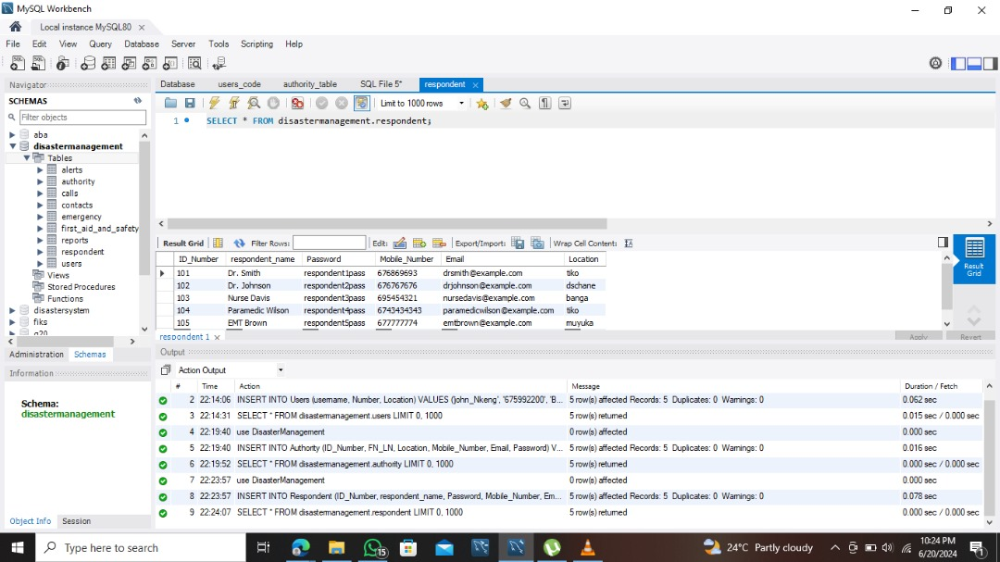 MySQL Workbench
Local instance MySQL80 ×
File Edit View Query Database Server Tools Scripting Help
Navigator
SCHEMAS
Filter objects
aba
disastermanagement
Tables
alerts
authority
calls
contacts
emergency
first_aid_and_safety
reports
respondent
users
Views
Stored Procedures
Functions
disastersystem
fiks
g20
Administration Schemas
Information
Schema:
disastermanagement
Object Info Session
Database users_code authority_table SQL File 5* respondent ×
Limit to 1000 rows
1 SELECT * FROM disastermanagement.respondent;
Result Grid Filter Rows: Edit: Export/Import: Wrap Cell Content:
Result Grid
ID_Number respondent_name Password Mobile_Number Email Location
101 Dr. Smith respondent1pass 676869693 drsmith@example.com tiko
102 Dr. Johnson respondent2pass 676767676 drjohnson@example.com dschane
103 Nurse Davis respondent3pass 695454321 nursedavis@example.com banga
104 Paramedic Wilson respondent4pass 6743434343 paramedicwilson@example.com tiko
105 EMT Brown respondent5pass 677777774 emtbrown@example.com muyuka
respondent 1 × Apply Revert
Output
Action Output
# Time Action Message Duration / Fetch
2 22:14:06 INSERT INTO Users (username, Number, Location) VALUES ('john_Nkeng', '675992200', 'B... 5 row(s) affected Records: 5 Duplicates: 0 Warnings: 0 0.062 sec
3 22:14:31 SELECT * FROM disastermanagement.users LIMIT 0, 1000 5 row(s) returned 0.015 sec / 0.000 sec
4 22:19:40 use DisasterManagement 0 row(s) affected 0.000 sec
5 22:19:40 INSERT INTO Authority (ID_Number, FN_LN, Location, Mobile_Number, Email, Password) V... 5 row(s) affected Records: 5 Duplicates: 0 Warnings: 0 0.016 sec
6 22:19:52 SELECT * FROM disastermanagement.authority LIMIT 0, 1000 5 row(s) returned 0.000 sec / 0.000 sec
7 22:23:57 use DisasterManagement 0 row(s) affected 0.000 sec
8 22:23:57 INSERT INTO Respondent (ID_Number, respondent_name, Password, Mobile_Number, Em... 5 row(s) affected Records: 5 Duplicates: 0 Warnings: 0 0.078 sec
9 22:24:07 SELECT * FROM disastermanagement.respondent LIMIT 0, 1000 5 row(s) returned 0.000 sec / 0.000 sec
Type here to search 15 24°C Partly cloudy 10:24 PM 1
6/20/2024